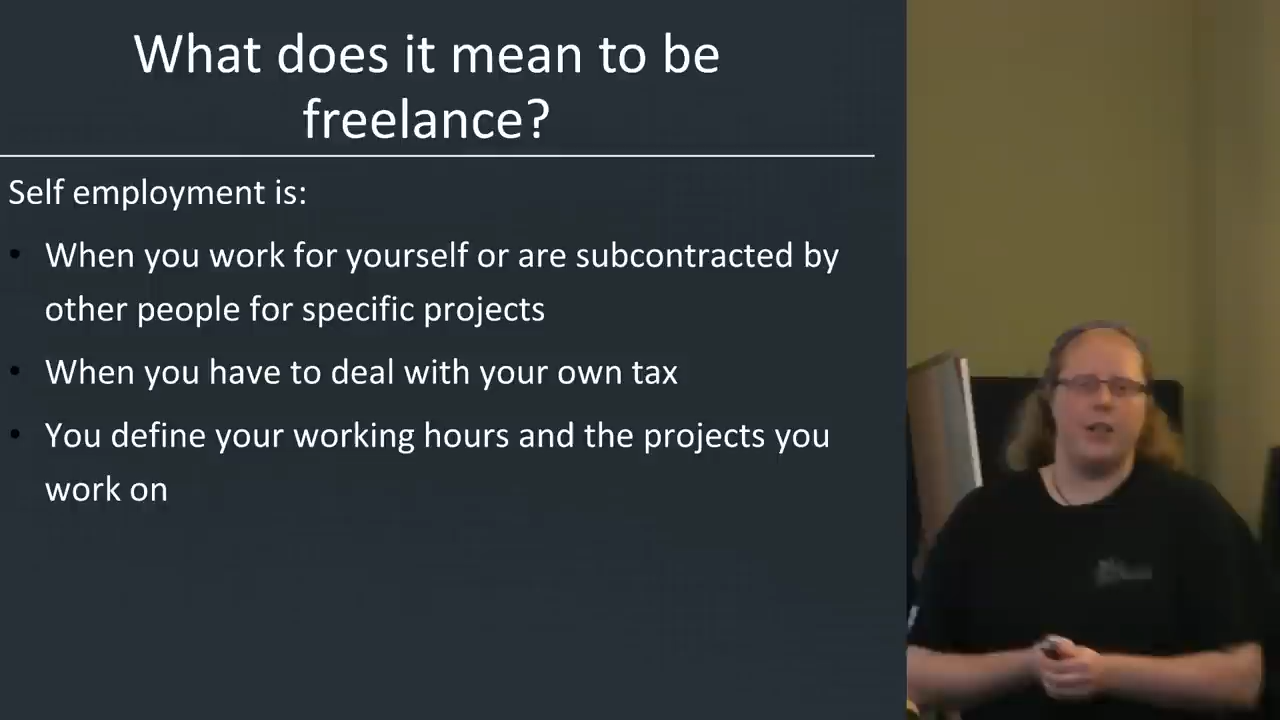 What does it mean to be
freelance?
Self employment is:
• When you work for yourself or are subcontracted by
other people for specific projects
• When you have to deal with your own tax
• You define your working hours and the projects you
work on